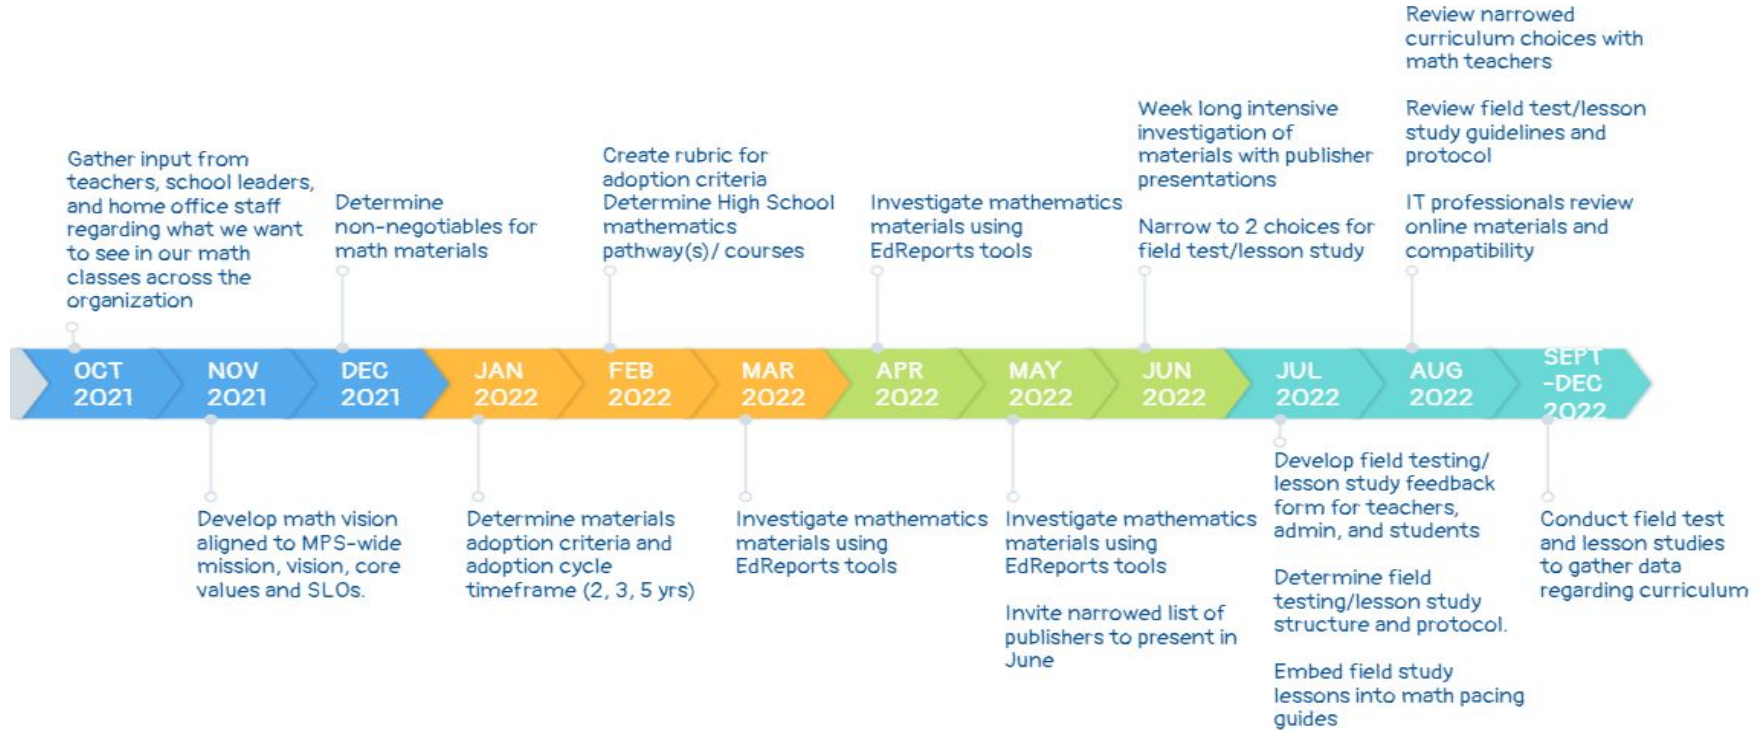 Gather input from
teachers, school leaders,
and home office staff
regarding what we want
to see in our math
classes across the
organization
Determine
non-negotiables for
math materials
Create rubric for
adoption criteria
Determine High School
mathematics
pathway(s)/ courses
Investigate mathematics
materials using
EdReports tools
Week long intensive
investigation of
materials with publisher
presentations
Narrow to 2 choices for
field test/lesson study
Review narrowed
curriculum choices with
math teachers
Review field test/lesson
study guidelines and
protocol
IT professionals review
online materials and
compatibility
OCT
2021
NOV
2021
DEC
2021
JAN
2022
FEB
2022
MAR
2022
APR
2022
MAY
2022
JUN
2022
JUL
2022
AUG
2022
SEPT
-DEC
2022
Develop math vision
aligned to MPS-wide
mission, vision, core
values and SLOs.
Determine materials
adoption criteria and
adoption cycle
timeframe (2, 3, 5 yrs)
Investigate mathematics
materials using
EdReports tools
Investigate mathematics
materials using
EdReports tools
Invite narrowed list of
publishers to present in
June
Develop field testing/
lesson study feedback
form for teachers,
admin, and students
Determine field
testing/lesson study
structure and protocol.
Embed field study
lessons into math pacing
guides
Conduct field test
and lesson studies
to gather data
regarding curriculum